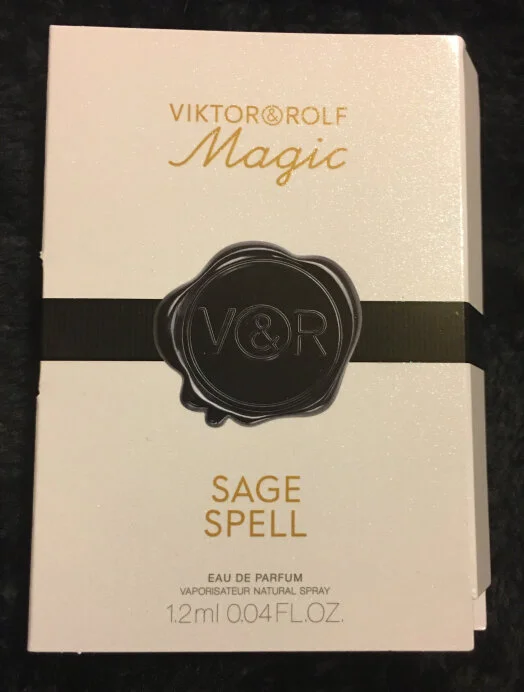 VIKTOR&ROLF
Magic
V&R
SAGE
SPELL
EAU DE PARFUM
VAPORISATEUR NATURAL SPRAY
1.2ml 0.04FL.OZ.